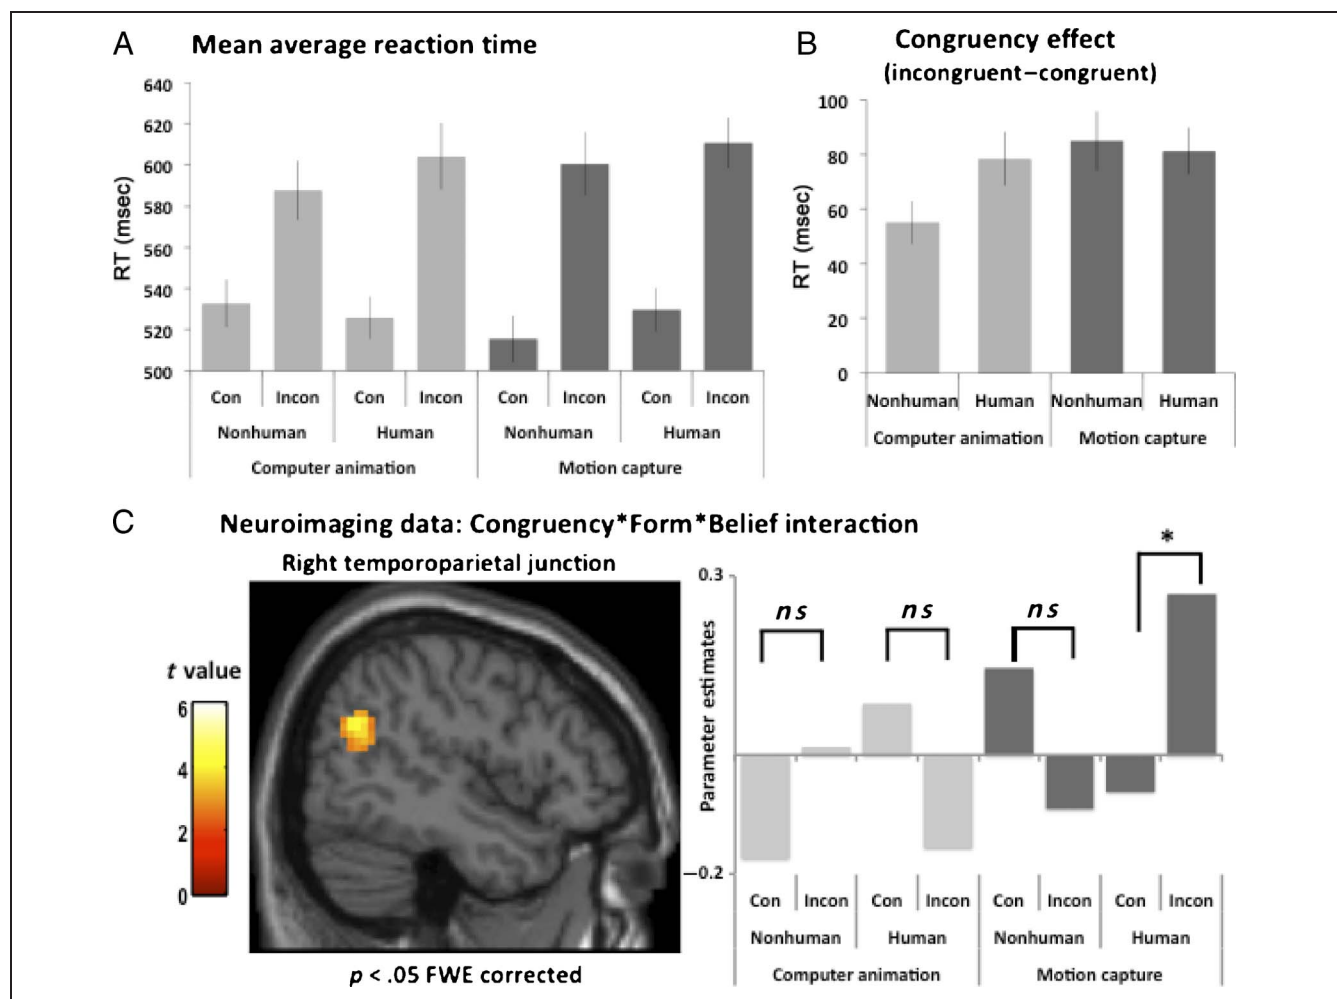 A
Mean average reaction time
RT (msec)
640
620
600
580
560
540
520
500
Con Incon Con Incon Con Incon Con Incon
Nonhuman Human Nonhuman Human
Computer animation Motion capture
B
Congruency effect
(incongruent–congruent)
RT (msec)
100
80
60
40
20
0
Nonhuman Human Nonhuman Human
Computer animation Motion capture
C
Neuroimaging data: Congruency*Form*Belief interaction
Right temporoparietal junction
t value
6
4
2
0
p < .05 FWE corrected
Parameter estimates
0.3
−0.2
ns ns ns *
Con Incon Con Incon Con Incon Con Incon
Nonhuman Human Nonhuman Human
Computer animation Motion capture